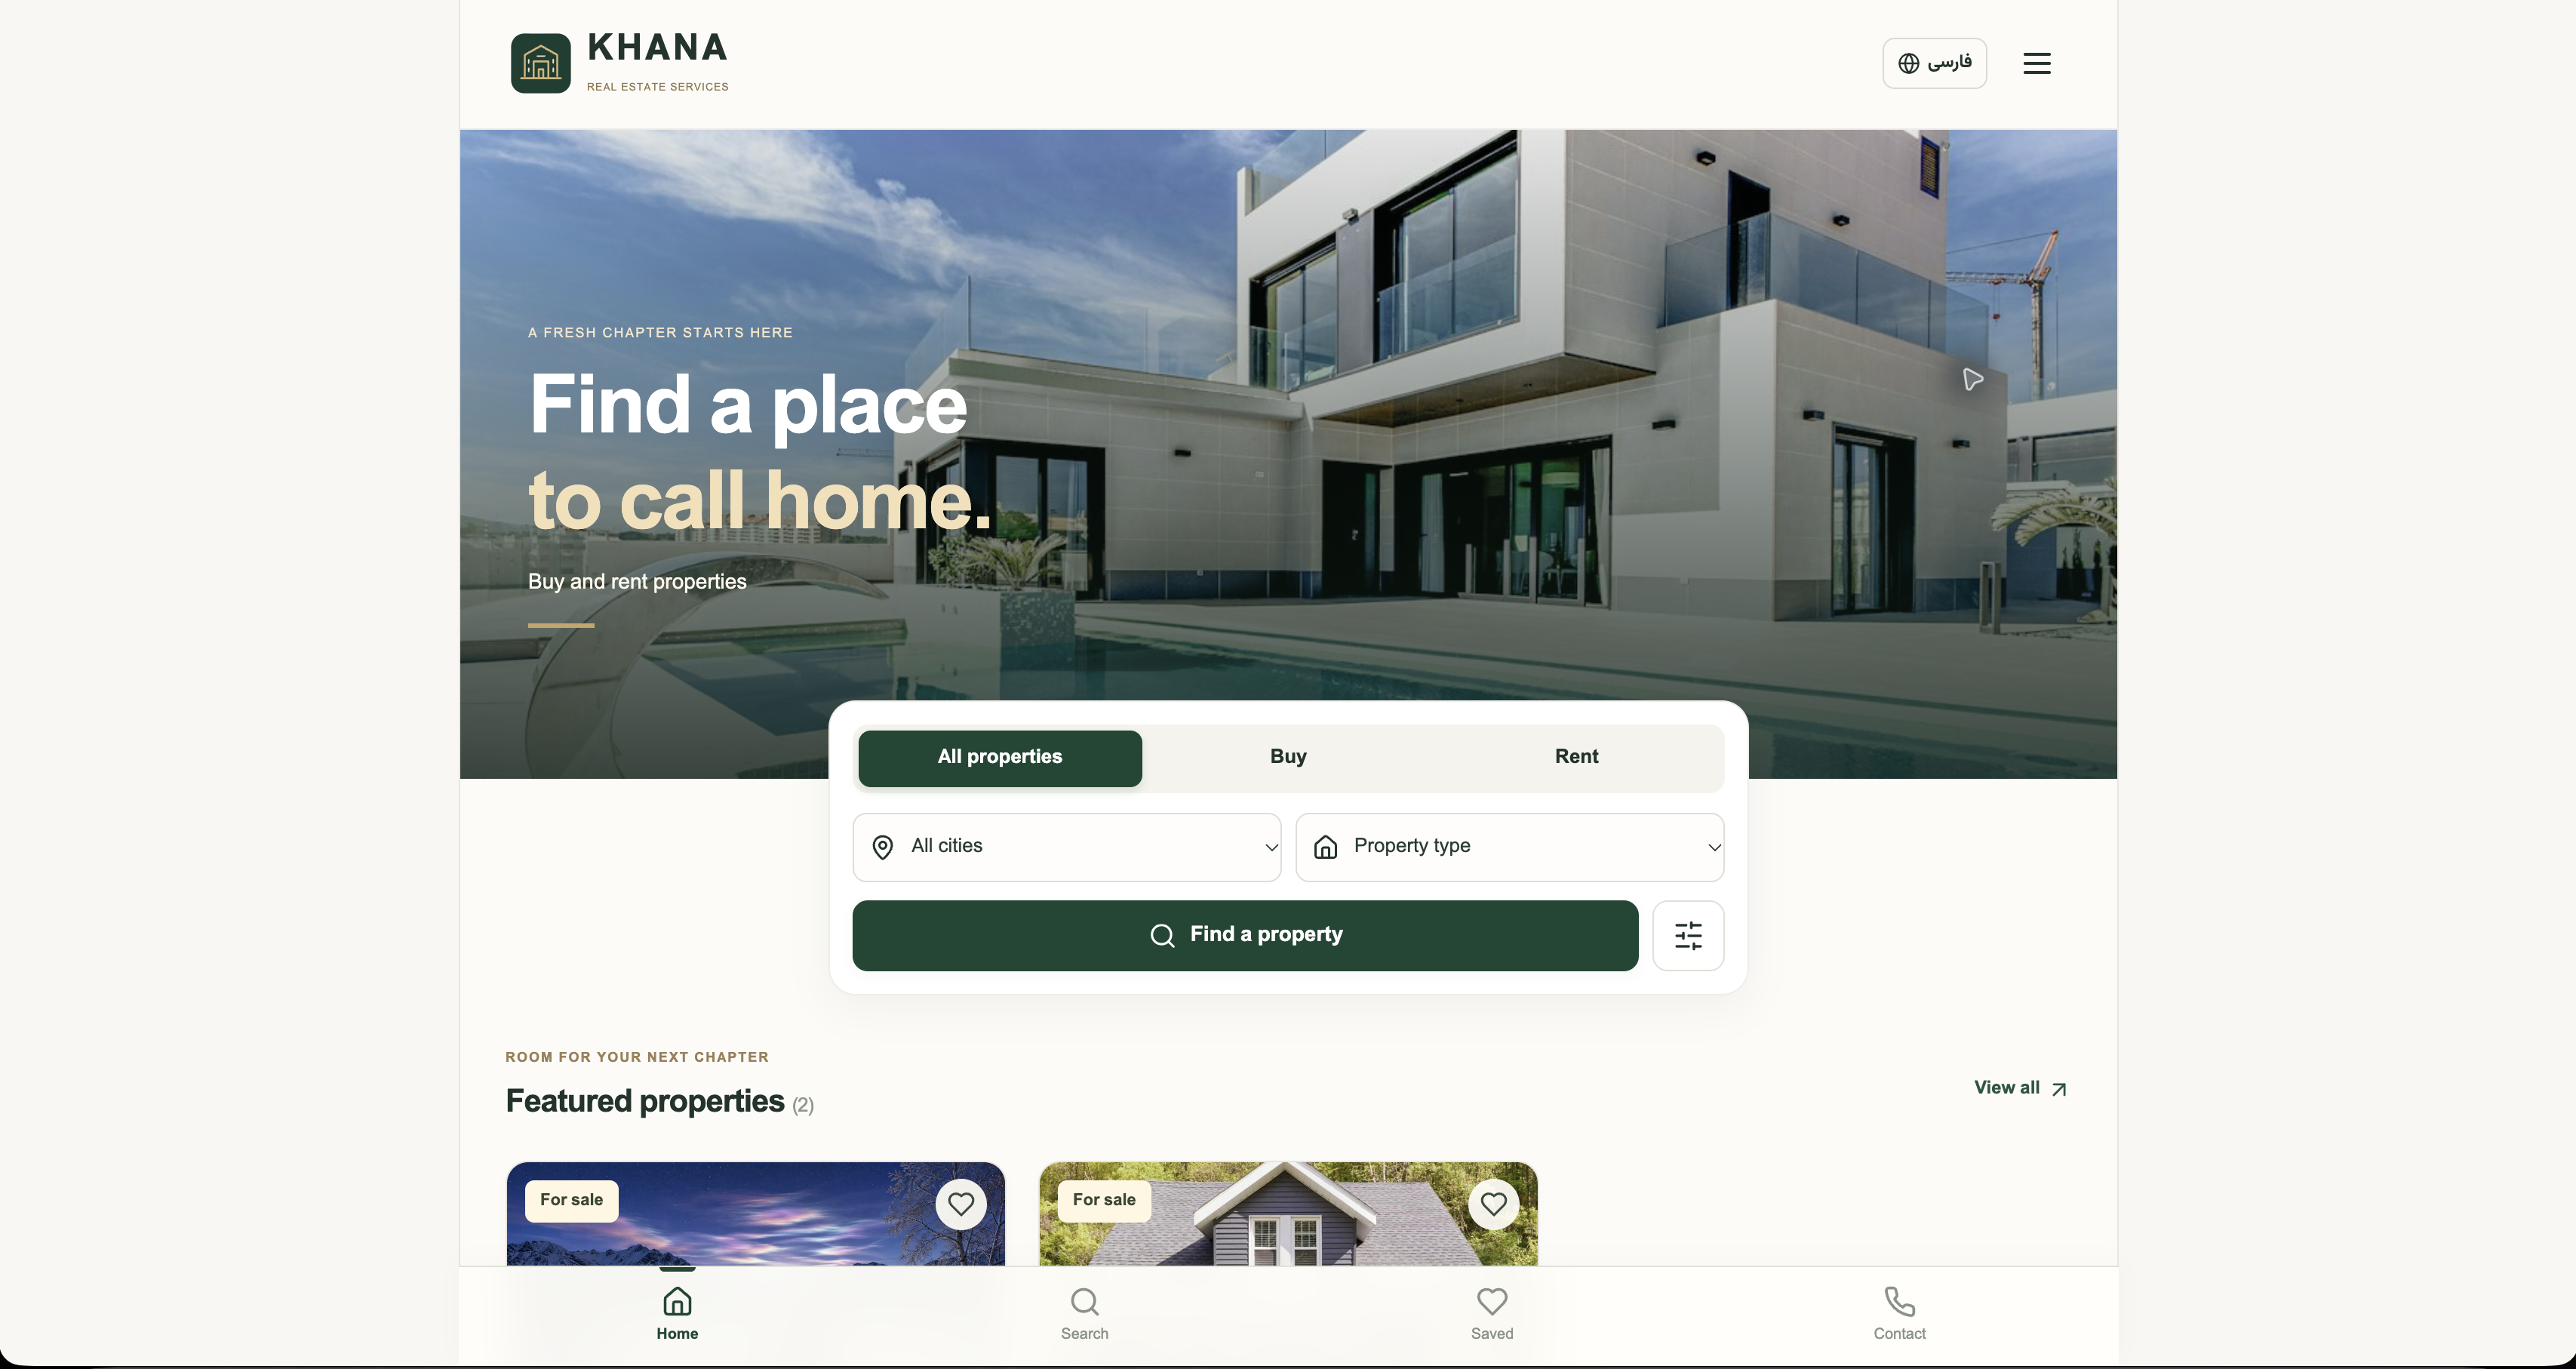 KHANA
REAL ESTATE SERVICES
فارسی
A FRESH CHAPTER STARTS HERE
Find a place
to call home.
Buy and rent properties
All properties
Buy
Rent
All cities
Property type
Find a property
ROOM FOR YOUR NEXT CHAPTER
Featured properties (2)
View all
For sale
For sale
Home
Search
Saved
Contact